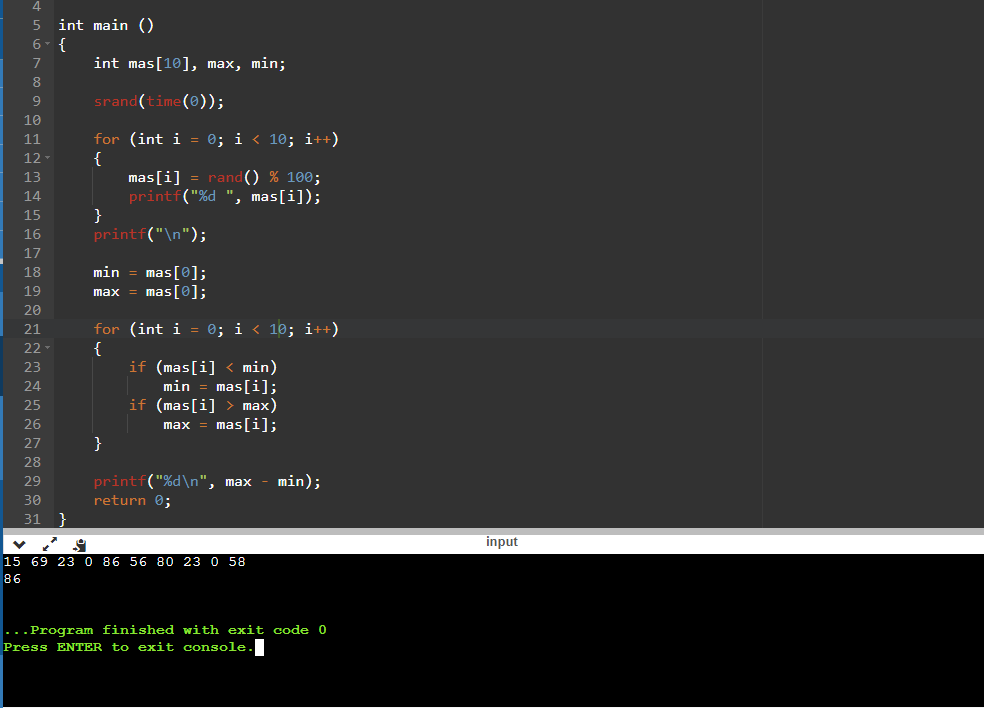 4
5 int main ()
6 {
7     int mas[10], max, min;
8
9     srand(time(0));
10
11     for (int i = 0; i < 10; i++)
12     {
13         mas[i] = rand() % 100;
14         printf("%d ", mas[i]);
15     }
16     printf("\n");
17
18     min = mas[0];
19     max = mas[0];
20
21     for (int i = 0; i < 10; i++)
22     {
23         if (mas[i] < min)
24             min = mas[i];
25         if (mas[i] > max)
26             max = mas[i];
27     }
28
29     printf("%d\n", max - min);
30     return 0;
31 }
input
15 69 23 0 86 56 80 23 0 58
86
...Program finished with exit code 0
Press ENTER to exit console.